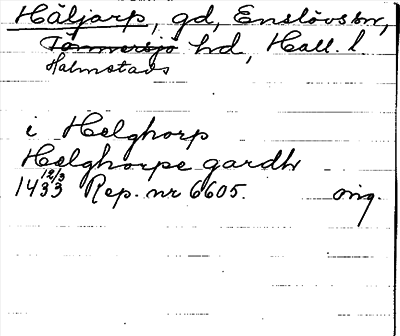 Häljarp, gd, Enslövs sn,
Tönnersjö hd, Hall. l
Halmstads
i Helghorp
Helghorpe gardh
1433 12/3 Rep. nr 6605. orig.